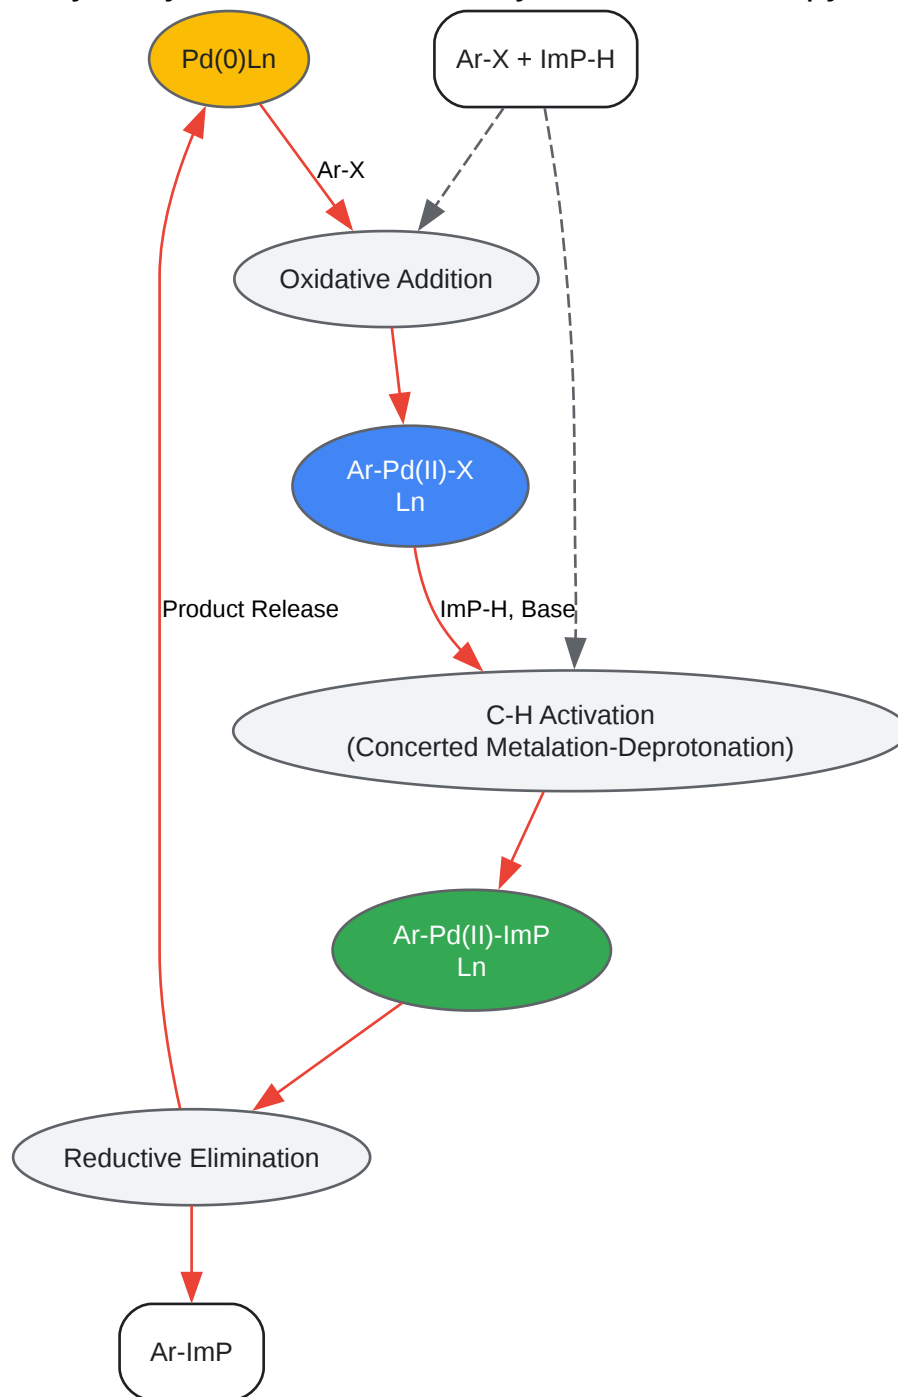 Pd(0)Ln
Ar-X + ImP-H
Ar-X
Oxidative Addition
Ar-Pd(II)-X
Ln
Product Release
ImP-H, Base
C-H Activation
(Concerted Metalation-Deprotonation)
Ar-Pd(II)-ImP
Ln
Reductive Elimination
Ar-ImP